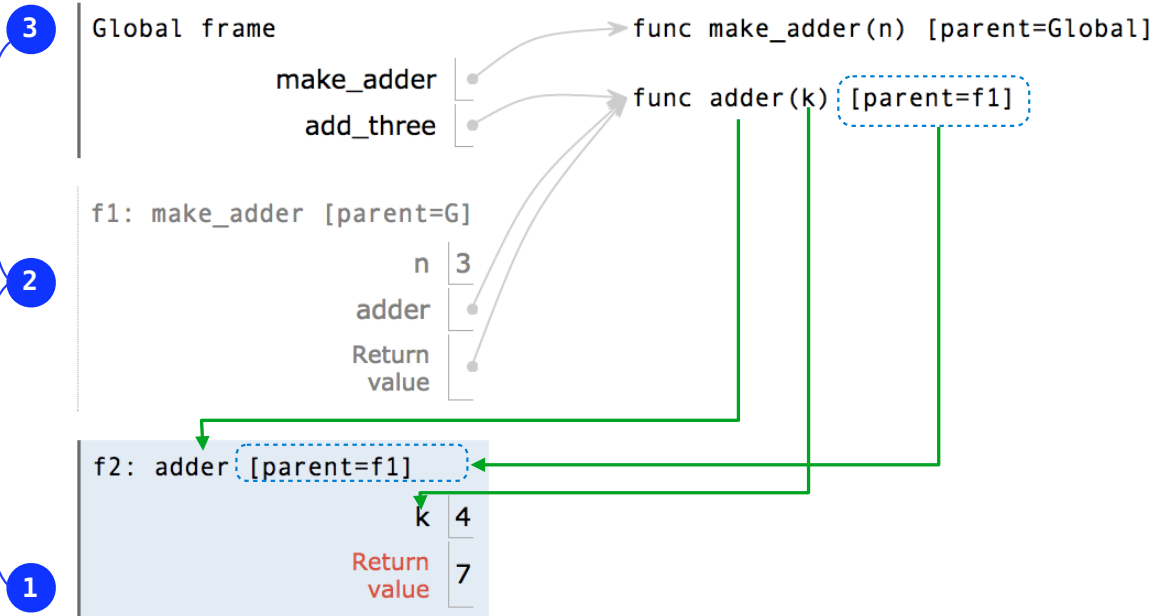 3
Global frame
func make_adder(n) [parent=Global]
make_adder
func adder(k) [parent=f1]
add_three
f1: make_adder [parent=G]
2
n 3
adder
Return
value
f2: adder [parent=f1]
k 4
Return
value
7
1